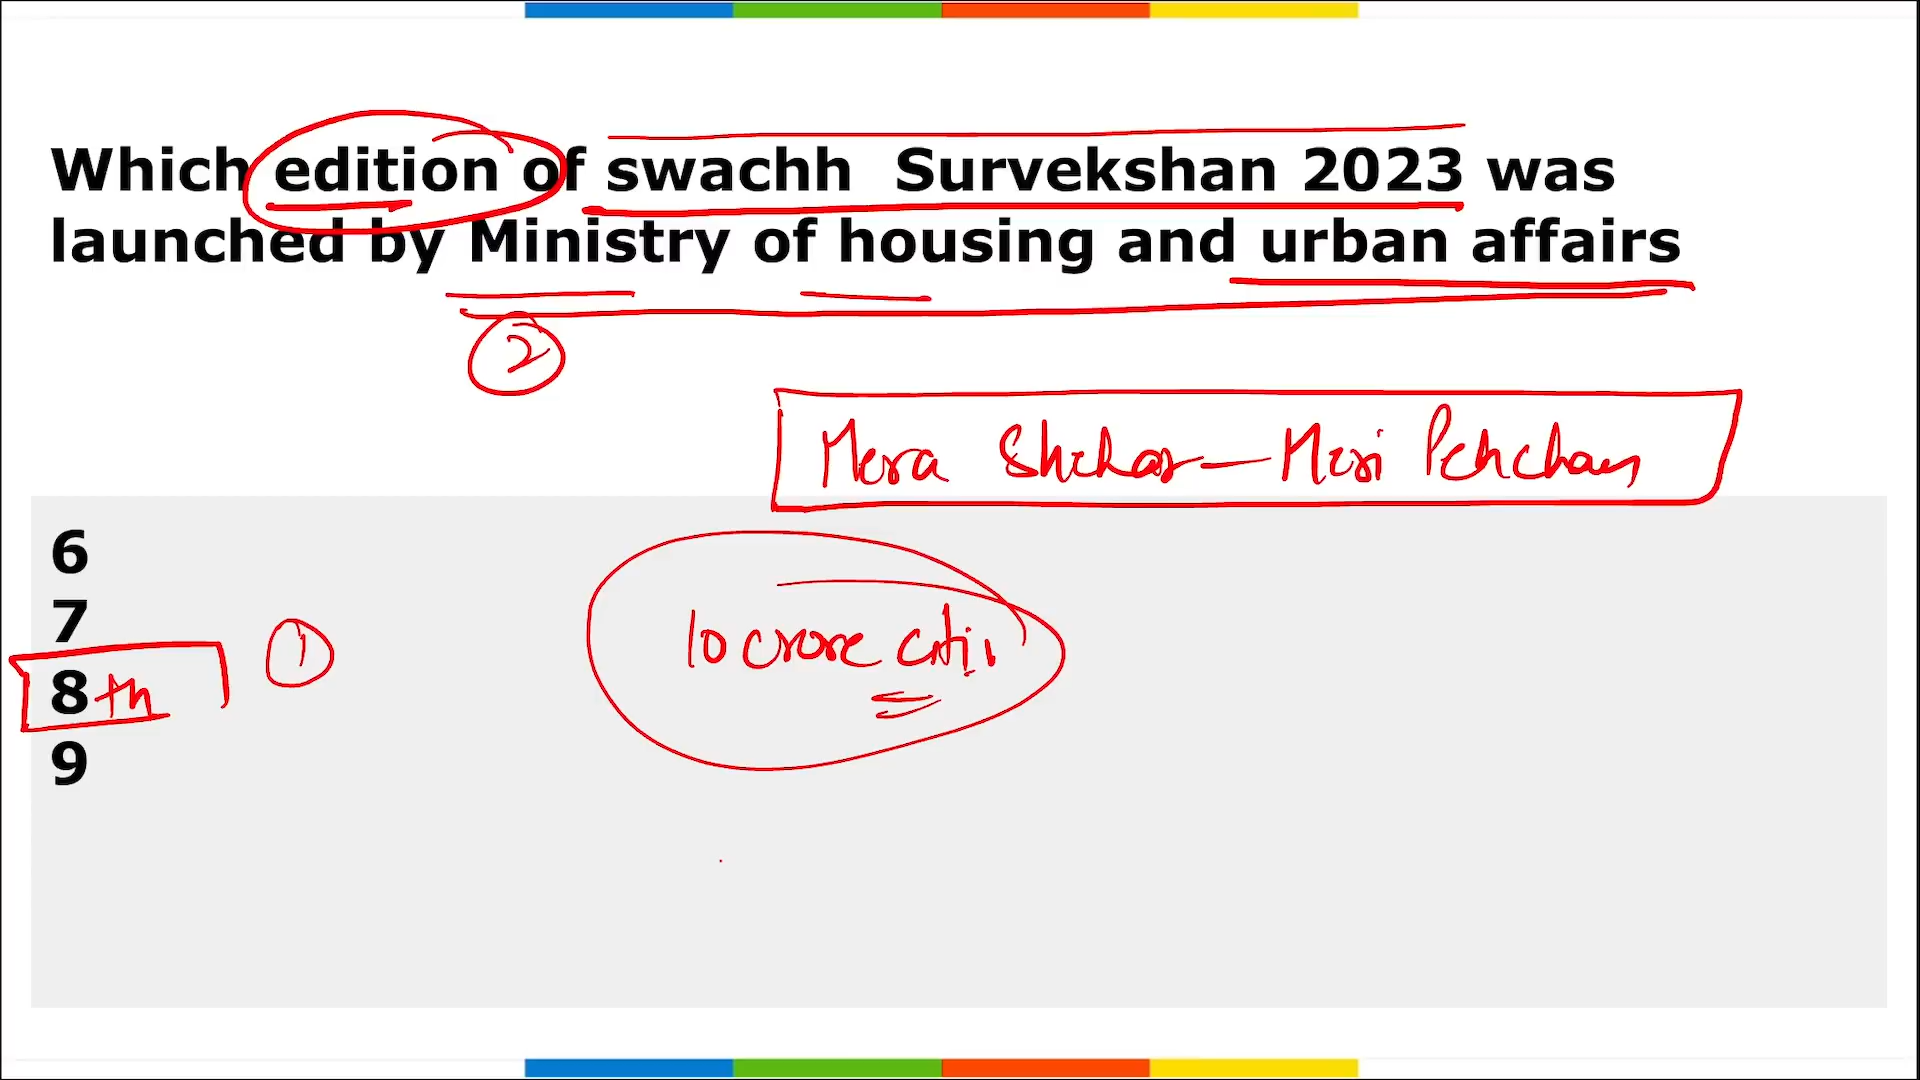 Which edition of swachh Survekshan 2023 was
launched by Ministry of housing and urban affairs
2
Mera Shehar - Meri Pehchan
6
7
10 crore citi
1
8th
9